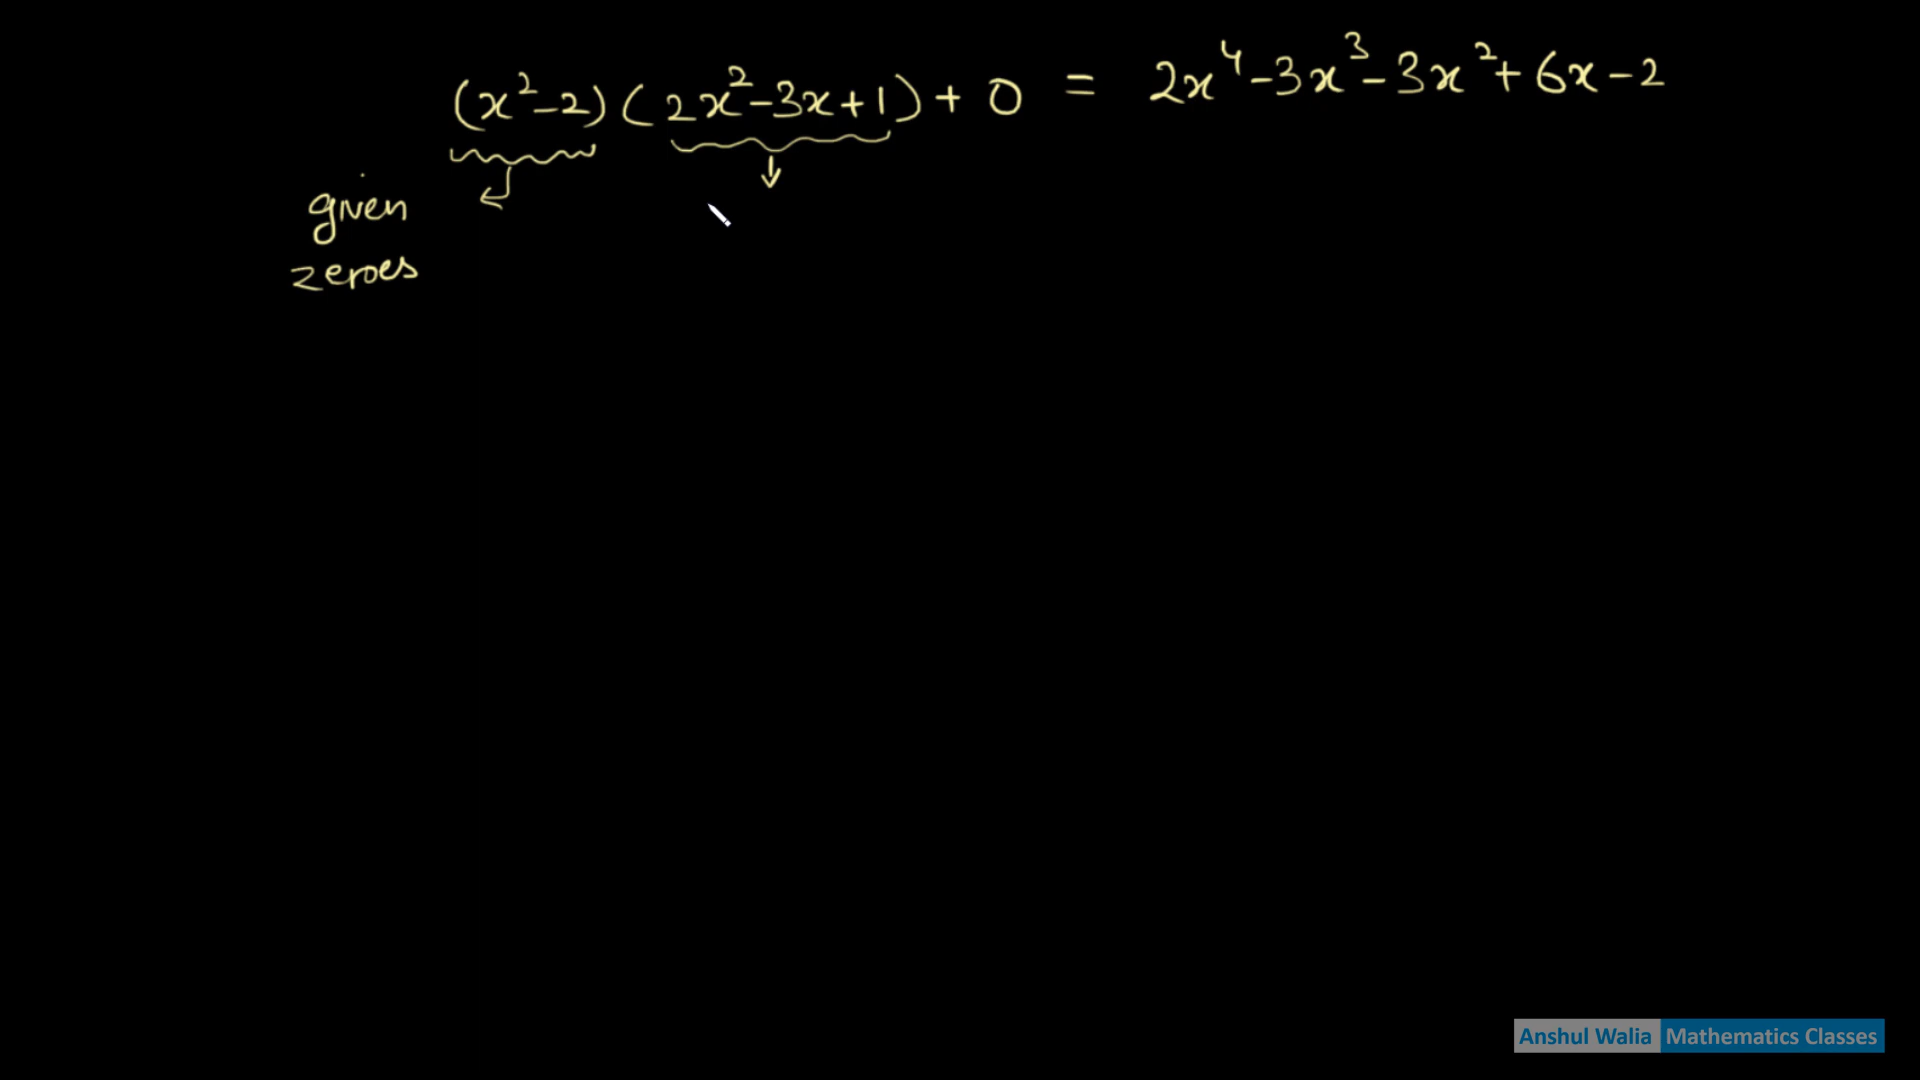 (x²-2)(2x²-3x+1)+0 = 2x⁴-3x³-3x²+6x-2
given
zeroes
Anshul Walia Mathematics Classes